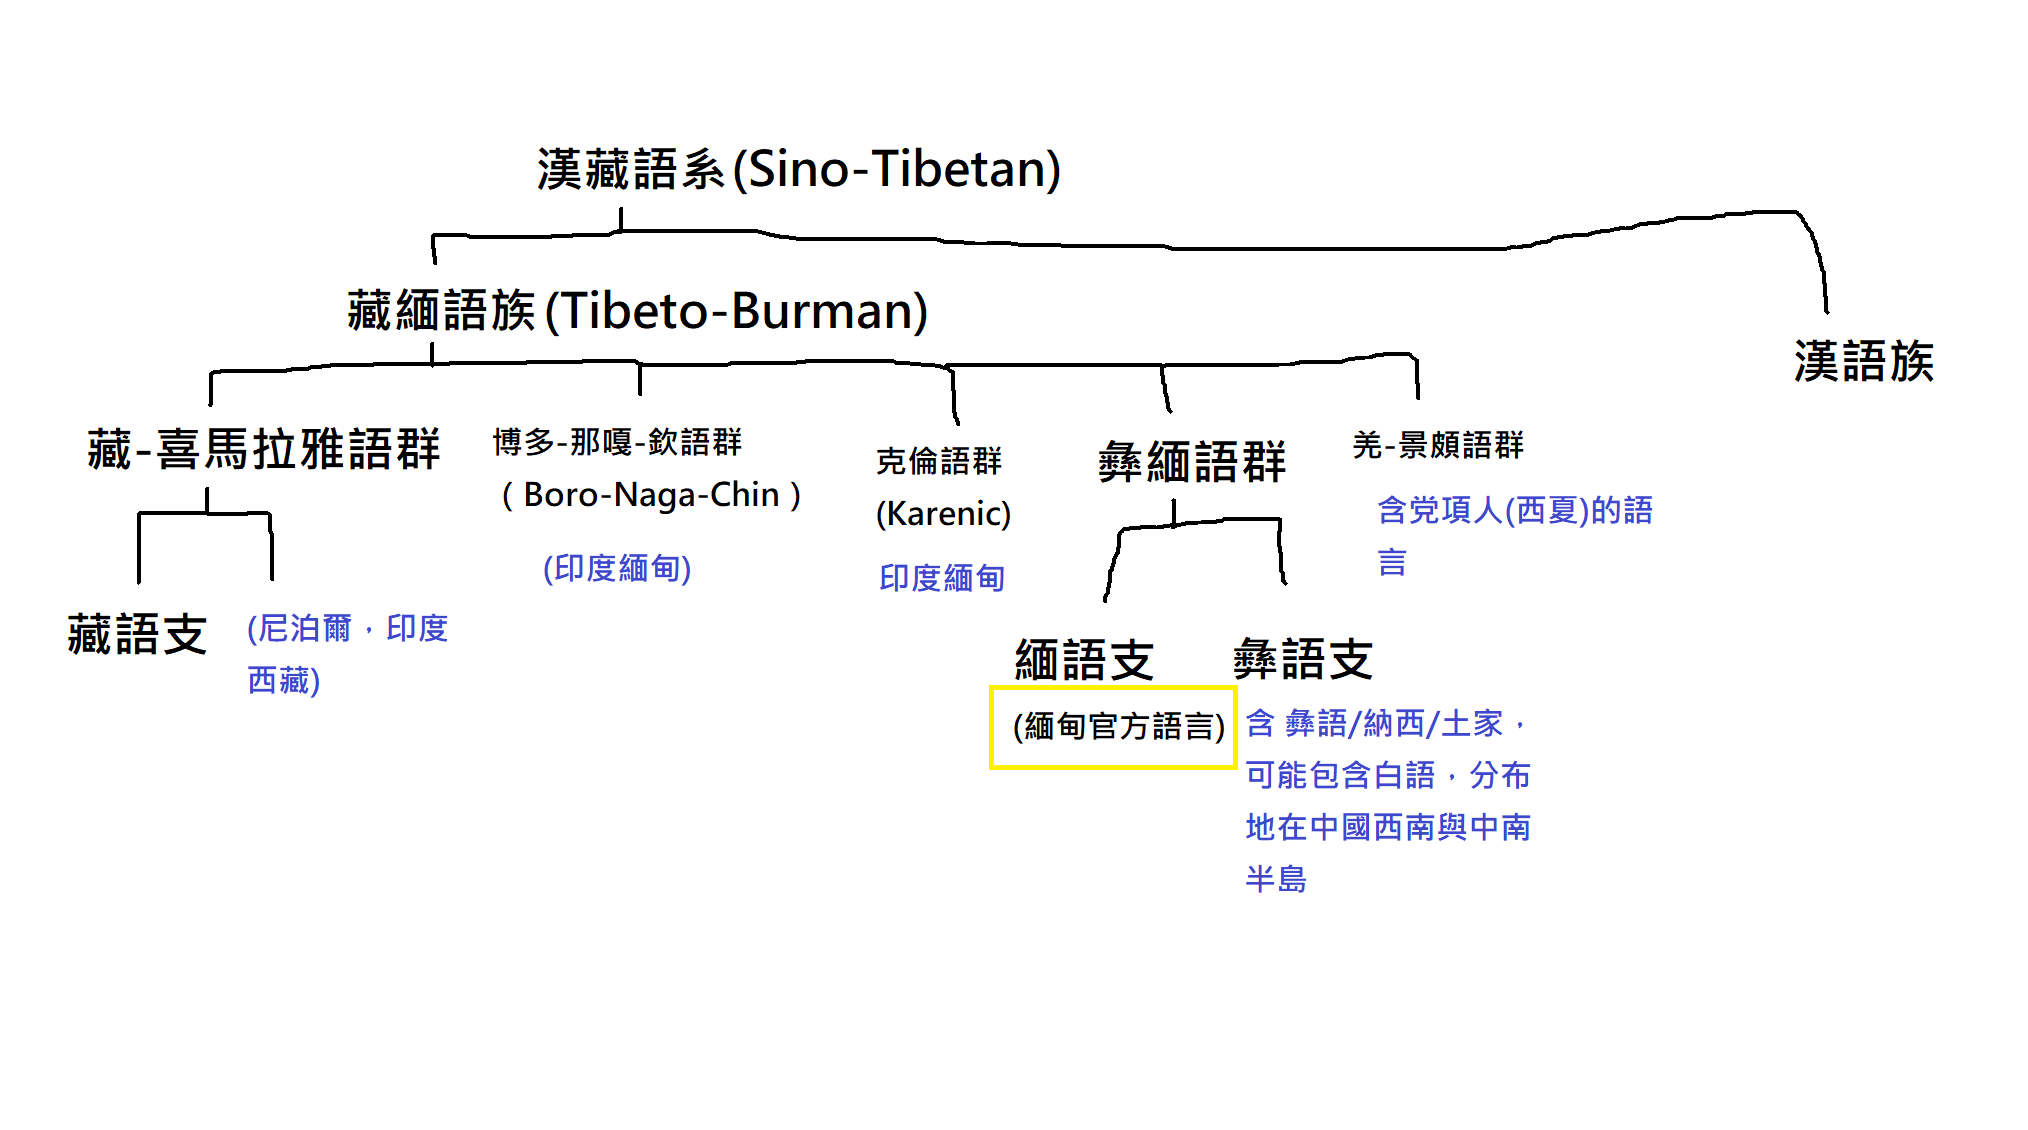 漢藏語系(Sino-Tibetan)
藏緬語族(Tibeto-Burman)
漢語族
藏-喜馬拉雅語群
博多-那嘎-欽語群
( Boro-Naga-Chin )
(印度緬甸)
克倫語群
(Karenic)
印度緬甸
彝緬語群
羌-景頗語群
含党項人(西夏)的語
言
藏語支
(尼泊爾，印度
西藏)
緬語支
(緬甸官方語言)
彝語支
含 彝語/納西/土家，
可能包含白語，分布
地在中國西南與中南
半島